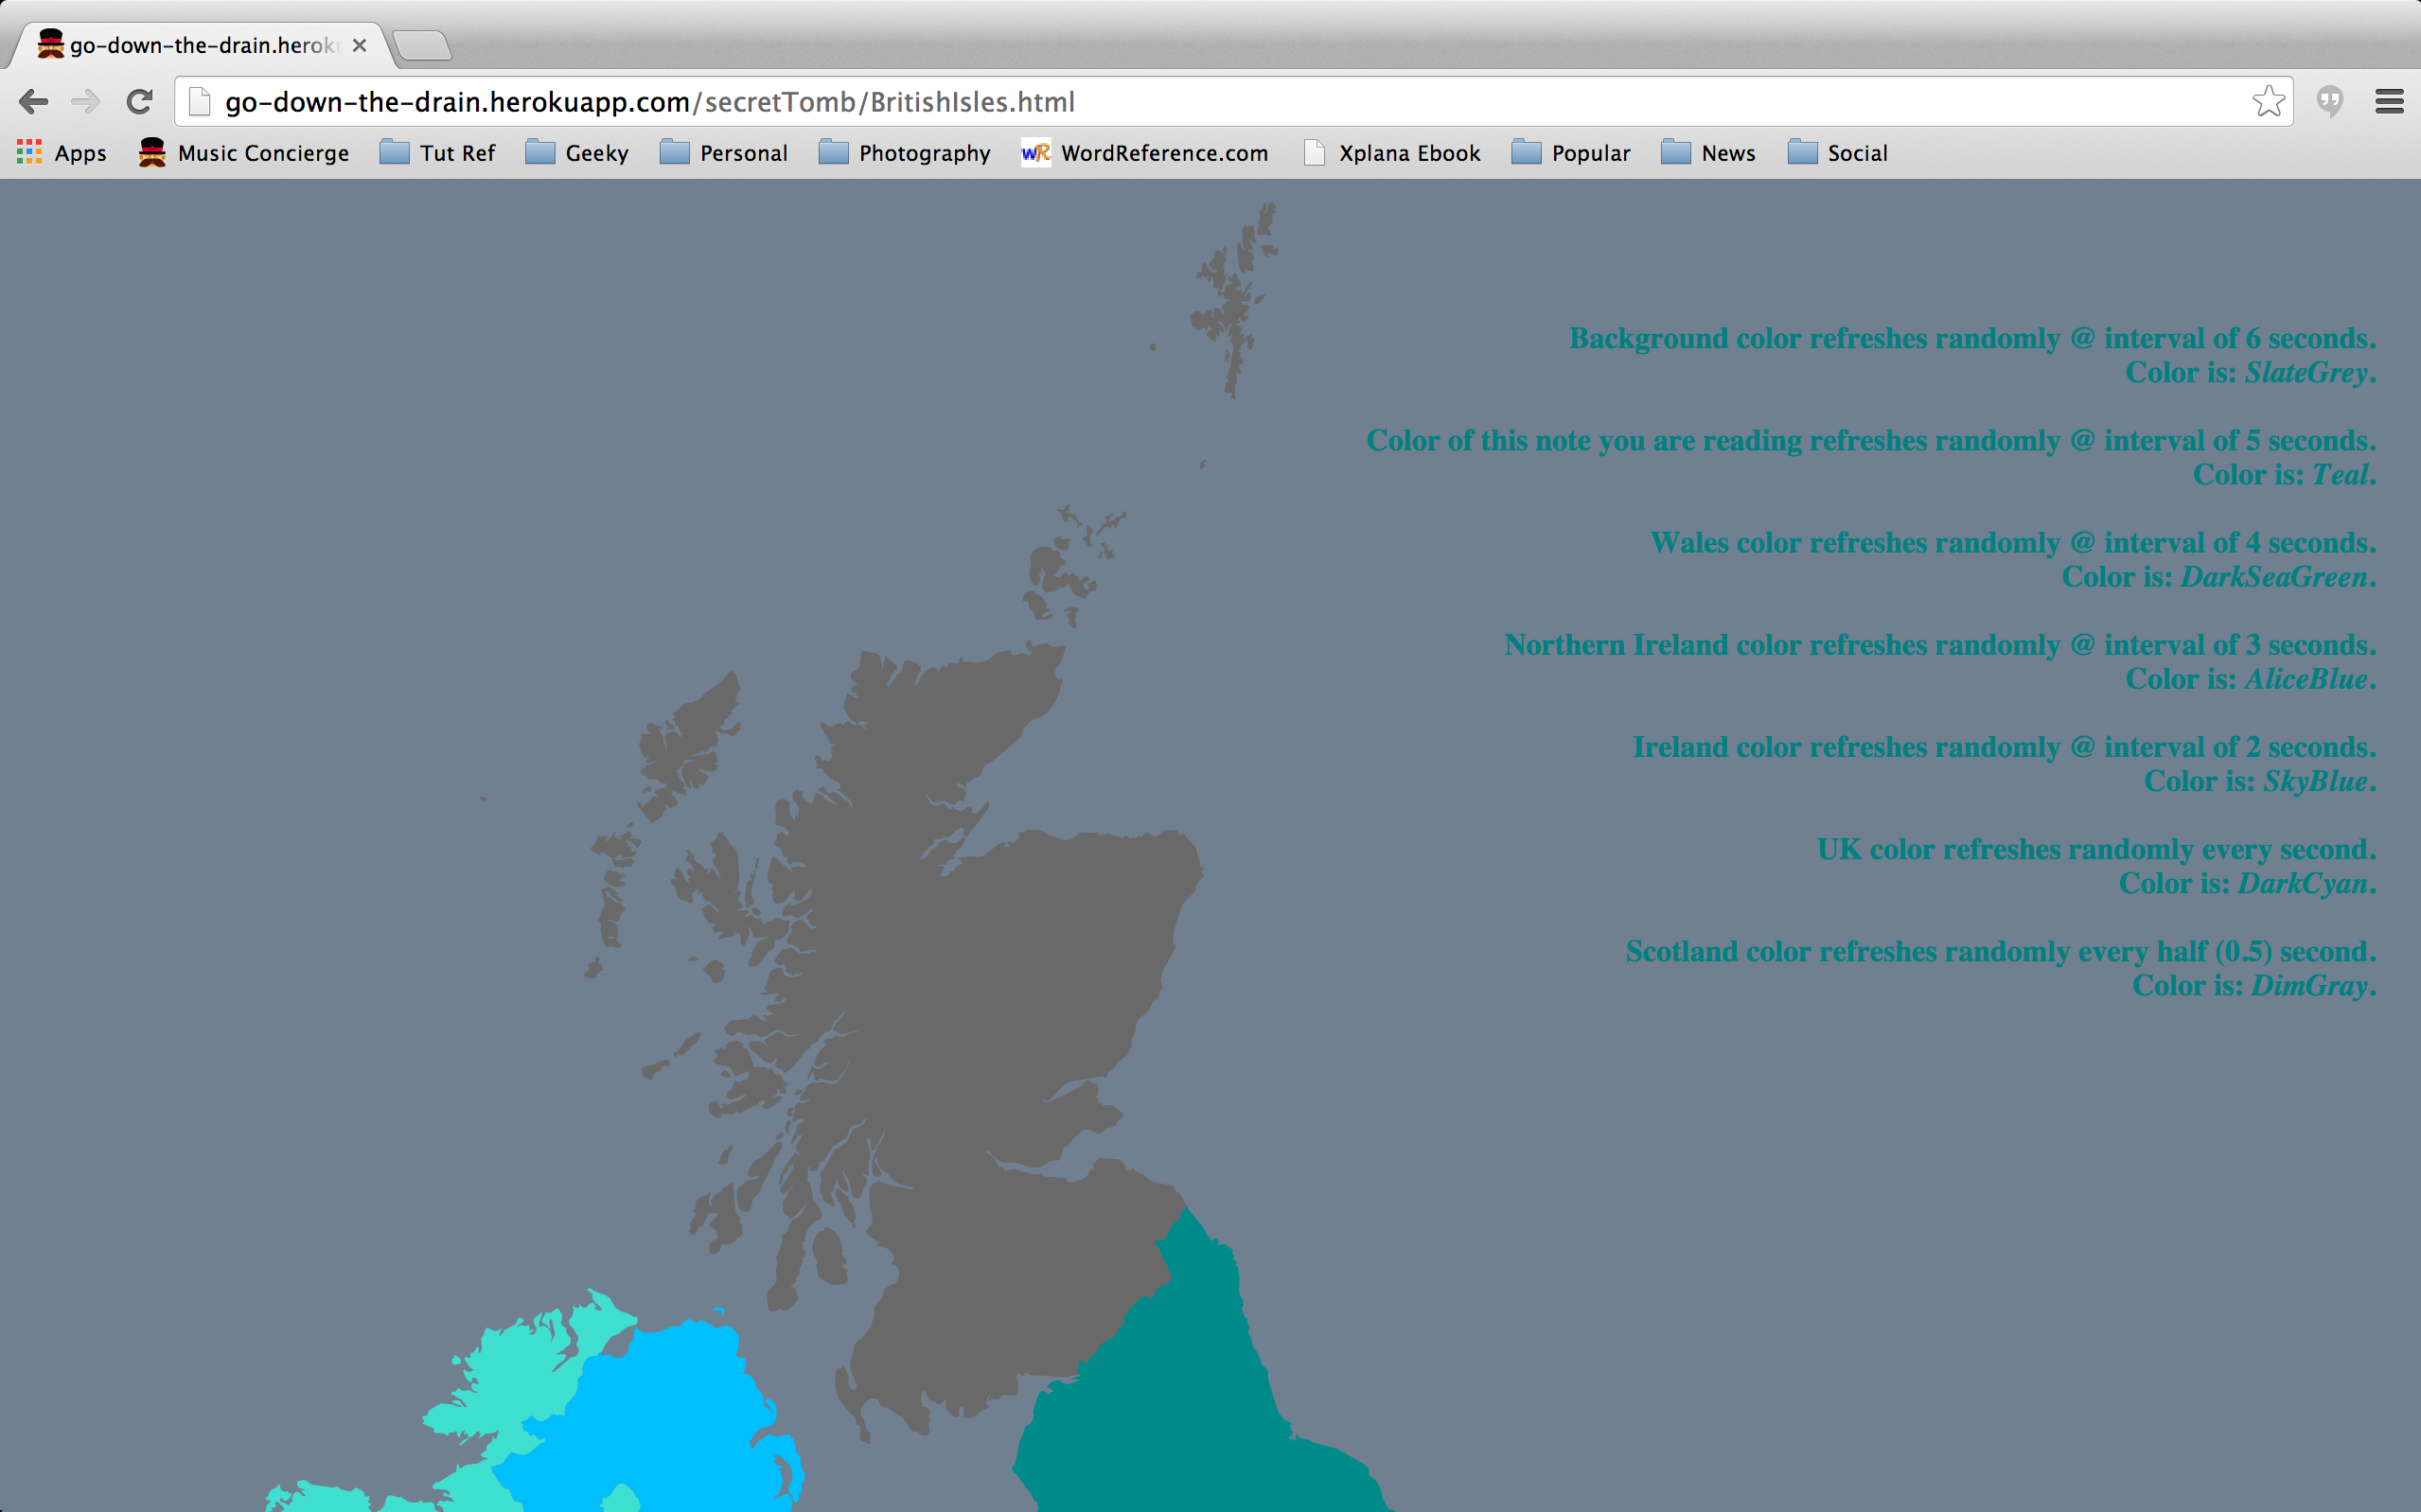 go-down-the-drain.heroku
go-down-the-drain.herokuapp.com/secretTomb/BritishIsles.html
Apps Music Concierge Tut Ref Geeky Personal Photography WordReference.com Xplana Ebook Popular News Social
Background color refreshes randomly @ interval of 6 seconds.
Color is: SlateGrey.
Color of this note you are reading refreshes randomly @ interval of 5 seconds.
Color is: Teal.
Wales color refreshes randomly @ interval of 4 seconds.
Color is: DarkSeaGreen.
Northern Ireland color refreshes randomly @ interval of 3 seconds.
Color is: AliceBlue.
Ireland color refreshes randomly @ interval of 2 seconds.
Color is: SkyBlue.
UK color refreshes randomly every second.
Color is: DarkCyan.
Scotland color refreshes randomly every half (0.5) second.
Color is: DimGray.